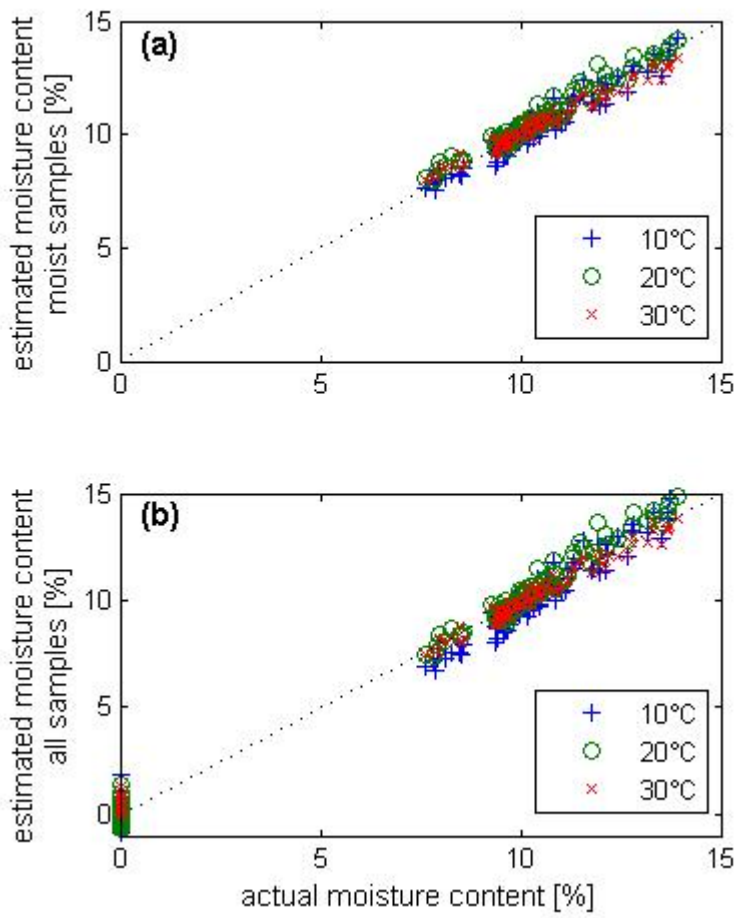 15
(a)
10
5
0
estimated moisture content
moist samples [%]
10°C
20°C
30°C
0
5
10
15
15
(b)
10
5
0
estimated moisture content
all samples [%]
10°C
20°C
30°C
0
5
10
15
actual moisture content [%]